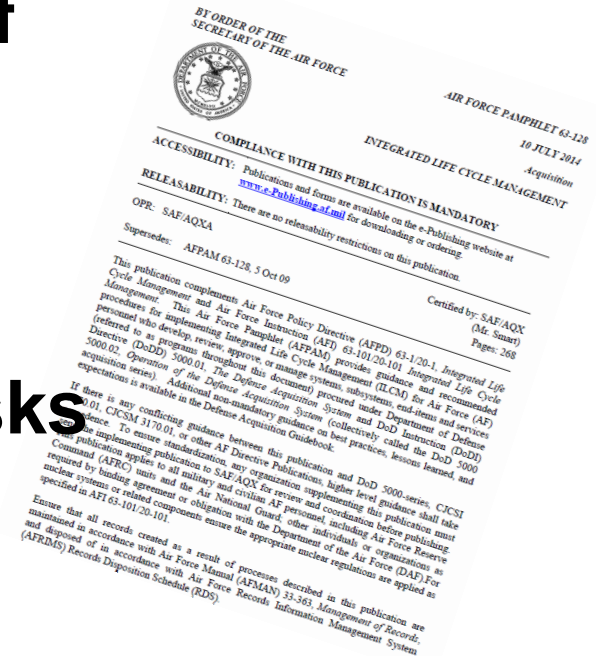 f
sks
BY ORDER OF THE
SECRETARY OF THE AIR FORCE
AIR FORCE PAMPHLET 63-128
10 JULY 2014
Acquisition
INTEGRATED LIFE CYCLE MANAGEMENT
COMPLIANCE WITH THIS PUBLICATION IS MANDATORY
ACCESSIBILITY: Publications and forms are available on the e-Publishing website at
www.e-Publishing.af.mil for downloading or ordering.
RELEASABILITY: There are no releasability restrictions on this publication.
OPR: SAF/AQXA
Certified by: SAF/AQX
(Mr. Smart)
Supersedes: AFPAM 63-128, 5 Oct 09
Pages: 268
This publication complements Air Force Policy Directive (AFPD) 63-1/20-1, Integrated Life
Cycle Management and Air Force Instruction (AFI) 63-101/20-101 Integrated Life Cycle
Management. This Air Force Pamphlet (AFPAM) provides guidance and recommended
procedures for implementing Integrated Life Cycle Management (ILCM) for Air Force (AF)
personnel who develop, review, approve, or manage systems, subsystems, end-items and services
(referred to as programs throughout this document) procured under Department of Defense
Directive (DoDD) 5000.01, The Defense Acquisition System and DoD Instruction (DoDI)
5000.02, Operation of the Defense Acquisition System (collectively called the DoD 5000
acquisition series). Additional non-mandatory guidance on best practices, lessons learned, and
expectations is available in the Defense Acquisition Guidebook.
If there is any conflicting guidance between this publication and DoD 5000-series, CJCSI
70.01, CJCSM 3170.01, or other AF Directive Publications, higher level guidance shall take
dence. To ensure standardization, any organization supplementing this publication must
the implementing publication to SAF/AQX for review and coordination before publishing.
publication applies to all military and civilian AF personnel, including Air Force Reserve
Command (AFRC) units and the Air National Guard; other individuals or organizations as
required by binding agreement or obligation with the Department of the Air Force (DAF).For
nuclear systems or related components ensure the appropriate nuclear regulations are applied as
specified in AFI 63-101/20-101.
Ensure that all records created as a result of processes described in this publication are
maintained in accordance with Air Force Manual (AFMAN) 33-363, Management of Records,
and disposed of in accordance with Air Force Records Information Management System
(AFRIMS) Records Disposition Schedule (RDS).